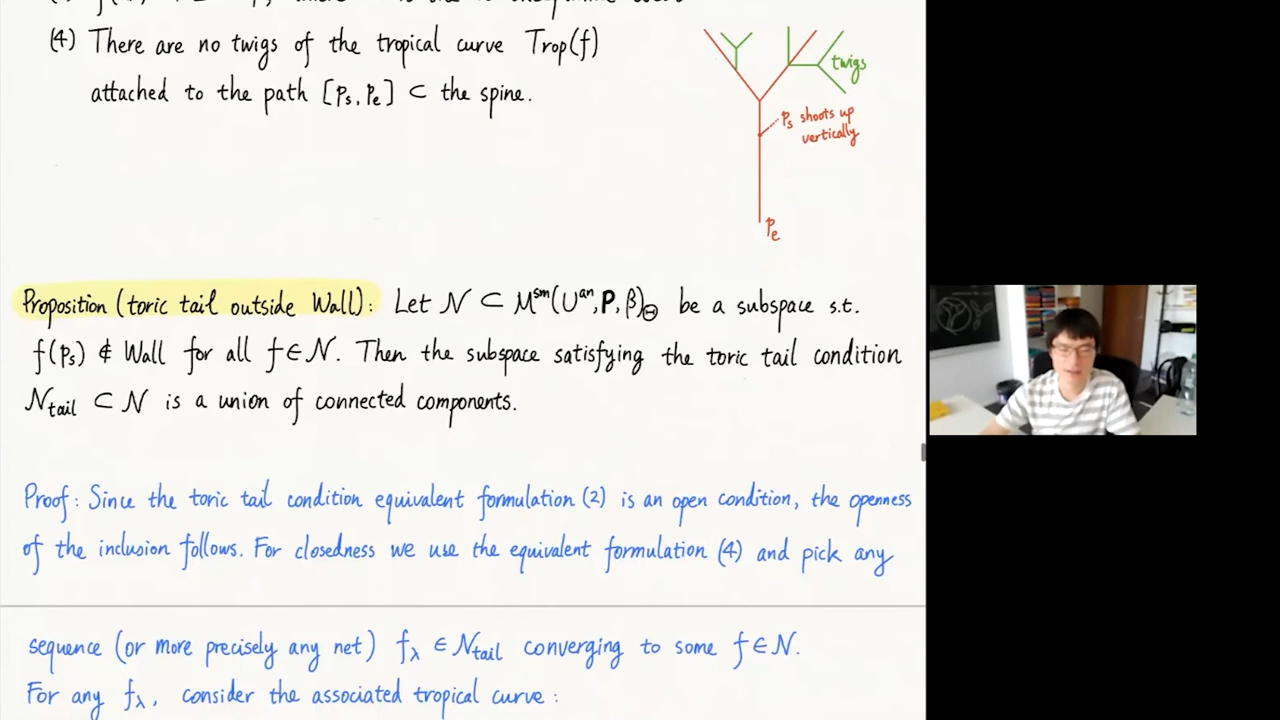 (4) There are no twigs of the tropical curve Trop(f)
attached to the path [Ps, Pe] ⊂ the spine.
twigs
Ps shoots up
vertically
Pe
Proposition (toric tail outside Wall): Let N ⊂ Mˢᵐ(Uᵃⁿ, P, β)_Θ be a subspace s.t.
f(Ps) ∉ Wall for all f ∈ N. Then the subspace satisfying the toric tail condition
N_tail ⊂ N is a union of connected components.
Proof: Since the toric tail condition equivalent formulation (2) is an open condition, the openness
of the inclusion follows. For closedness we use the equivalent formulation (4) and pick any
sequence (or more precisely any net) f_λ ∈ N_tail converging to some f ∈ N.
For any f_λ, consider the associated tropical curve: